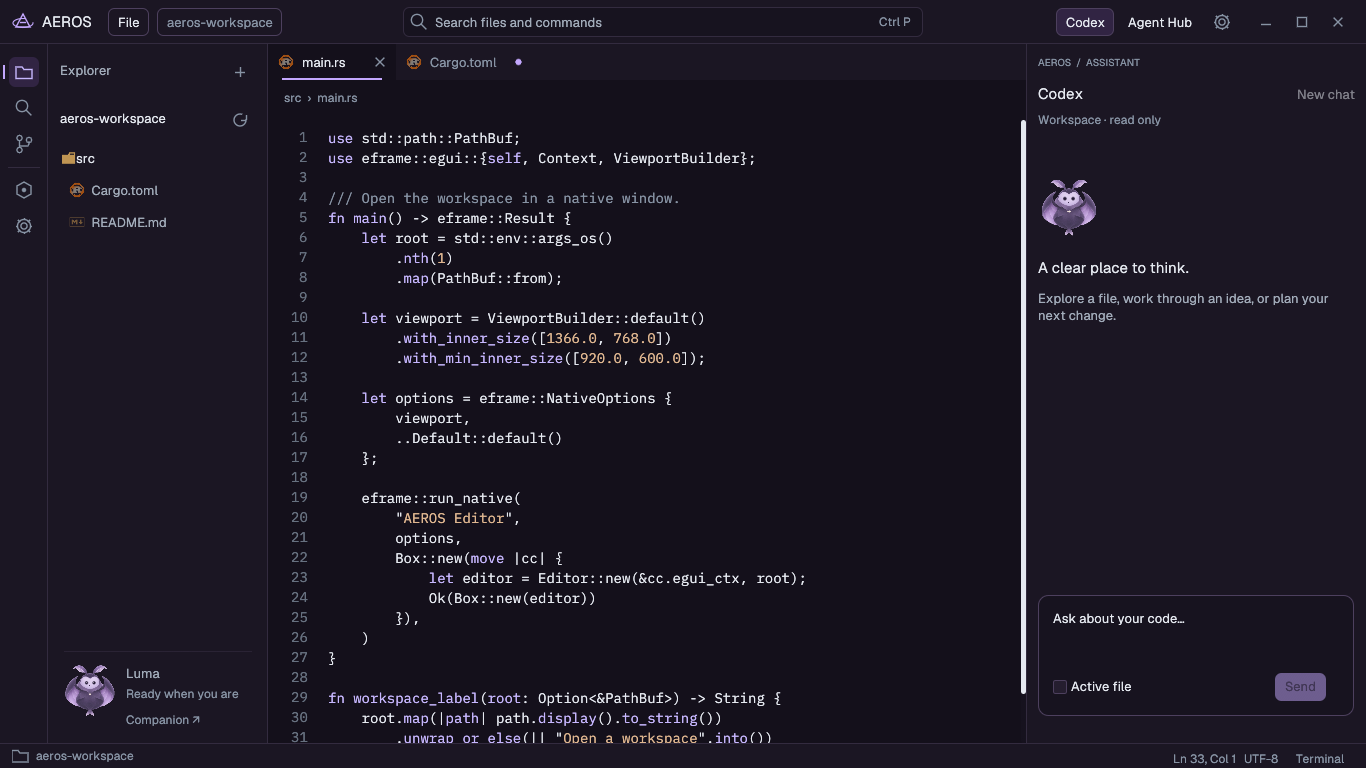 AEROS File aeros-workspace Search files and commands Ctrl P Codex Agent Hub
Explorer
aeros-workspace
src
Cargo.toml
README.md
Luma
Ready when you are
Companion ↗
main.rs Cargo.toml
src › main.rs
1 use std::path::PathBuf;
2 use eframe::egui::{self, Context, ViewportBuilder};
3
4 /// Open the workspace in a native window.
5 fn main() -> eframe::Result {
6     let root = std::env::args_os()
7         .nth(1)
8         .map(PathBuf::from);
9
10     let viewport = ViewportBuilder::default()
11         .with_inner_size([1366.0, 768.0])
12         .with_min_inner_size([920.0, 600.0]);
13
14     let options = eframe::NativeOptions {
15         viewport,
16         ..Default::default()
17     };
18
19     eframe::run_native(
20         "AEROS Editor",
21         options,
22         Box::new(move |cc| {
23             let editor = Editor::new(&cc.egui_ctx, root);
24             Ok(Box::new(editor))
25         }),
26     )
27 }
28
29 fn workspace_label(root: Option<&PathBuf>) -> String {
30     root.map(|path| path.display().to_string())
31         .unwrap_or_else(|| "Open a workspace".into())
AEROS / ASSISTANT
Codex New chat
Workspace · read only
A clear place to think.
Explore a file, work through an idea, or plan your
next change.
Ask about your code…
Active file Send
aeros-workspace Ln 33, Col 1 UTF-8 Terminal